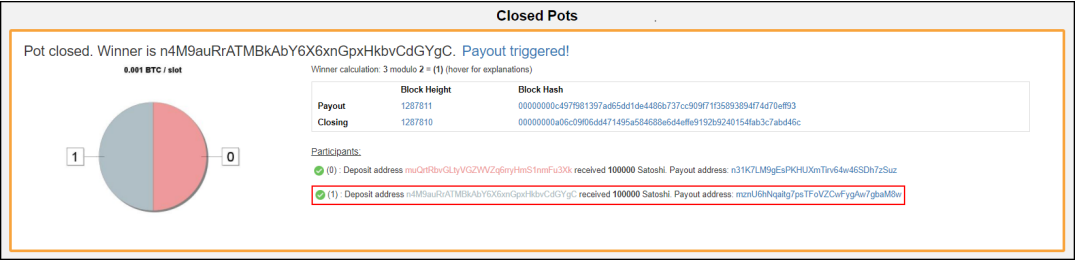 Closed Pots
Pot closed. Winner is n4M9auRrATMBkAbY6X6xnGpxHkbvCdGYgC. Payout triggered!
0.001 BTC / slot
1
0
Winner calculation: 3 modulo 2 = (1) (hover for explanations)
Block Height Block Hash
Payout 1287811 00000000c497f981397ad65dd1de4486b737cc909f71f35893894f74d70eff93
Closing 1287810 00000000a06c09f06dd471495a584688e6d4effe9192b9240154fab3c7abd46c
Participants:
(0) : Deposit address muQrtRbvGLtyVGZWVZq6nyHmS1nmFu3Xk received 100000 Satoshi. Payout address: n31K7LM9gEsPKHUXmTirv64w46SDh7zSuz
(1) : Deposit address n4M9auRrATMBkAbY6X6xnGpxHkbvCdGYgC received 100000 Satoshi. Payout address: mznU6hNqaitg7psTFoVZCwFygAw7gbaM8w